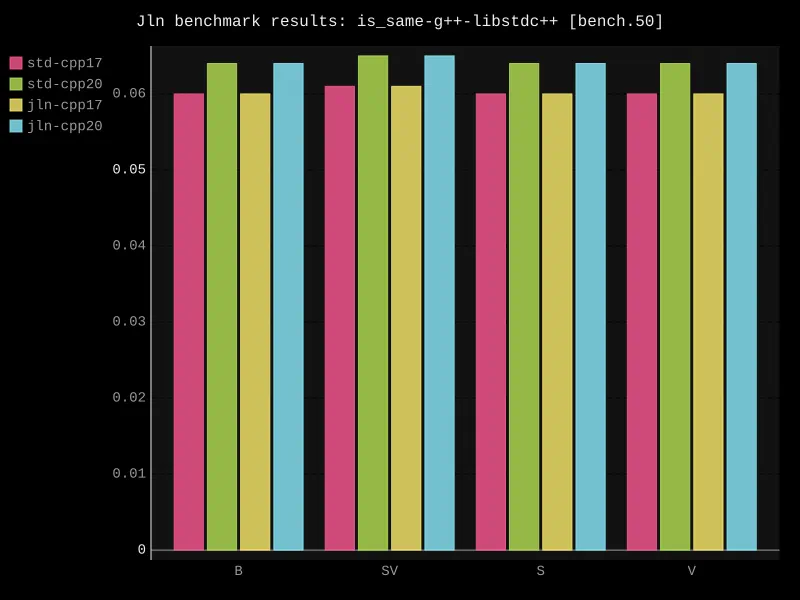 Jln benchmark results: is_same-g++-libstdc++ [bench.50]
std-cpp17
std-cpp20
jln-cpp17
jln-cpp20
0.06
0.05
0.04
0.03
0.02
0.01
0
B SV S V